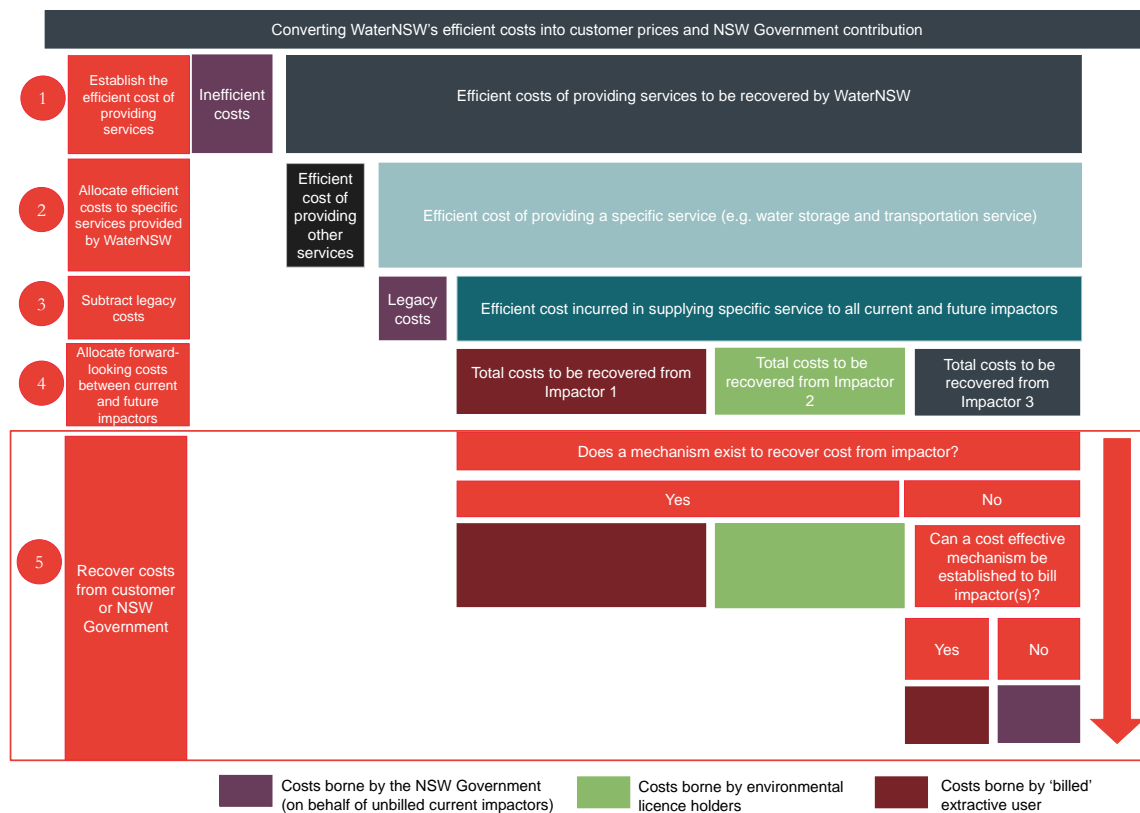 Converting WaterNSW's efficient costs into customer prices and NSW Government contribution
1
Establish the
efficient cost of
providing
services
Inefficient
costs
Efficient costs of providing services to be recovered by WaterNSW
2
Allocate efficient
costs to specific
services provided
by WaterNSW
Efficient
cost of
providing
other
services
Efficient cost of providing a specific service (e.g. water storage and transportation service)
3
Subtract legacy
costs
Legacy
costs
Efficient cost incurred in supplying specific service to all current and future impactors
4
Allocate forward-
looking costs
between current
and future
impactors
Total costs to be recovered from
Impactor 1
Total costs to be
recovered from Impactor
2
Total costs to be
recovered from
Impactor 3
5
Recover costs
from customer
or NSW
Government
Does a mechanism exist to recover cost from impactor?
Yes
No
Can a cost effective
mechanism be
established to bill
impactor(s)?
Yes
No
Costs borne by the NSW Government
(on behalf of unbilled current impactors)
Costs borne by environmental
licence holders
Costs borne by 'billed'
extractive user